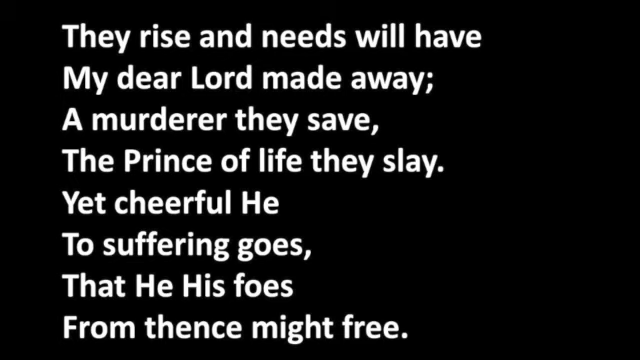 They rise and needs will have
My dear Lord made away;
A murderer they save,
The Prince of life they slay.
Yet cheerful He
To suffering goes,
That He His foes
From thence might free.